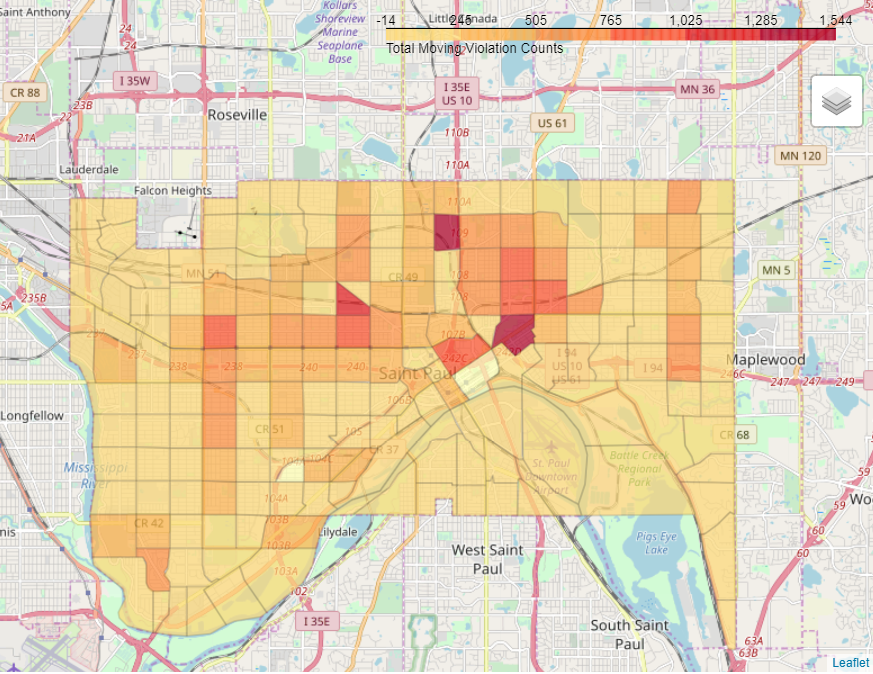 Saint Anthony
Kollars
Shoreview
Marine
Seaplane
Base
Little Canada
-14
245
505
765
1,025
1,285
1,544
Total Moving Violation Counts
24
24
I 35W
CR 88
23B
22
21A
Roseville
I 35E
US 10
MN 36
US 61
110B
110A
MN 120
Lauderdale
Falcon Heights
110A
109
MN 51
CR 49
108
108
MN 5
235B
5A
237
237
238
238
240
240
107B
242C
Saint Paul
I 94
US 10
US 61
I 94
Maplewood
246C
247
247
249
Longfellow
106B
CR 51
105
CR 37
104C
CR 68
Mississippi
River
St. Paul
Downtown
Airport
Battle Creek
Regional
Park
104A
103B
CR 42
59
Wo
nis
Lilydale
103B
103A
102
West Saint
Paul
Pigs Eye
Lake
60
60
59
I 35E
South Saint
Paul
63A
63B
Leaflet